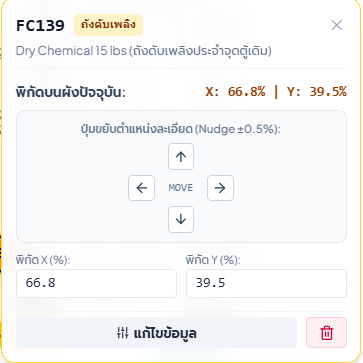 FC139 ถังดับเพลิง
Dry Chemical 15 lbs (ถังดับเพลิงประจำจุดตู้เดิม)
พิกัดบนผังปัจจุบัน: X: 66.8% | Y: 39.5%
ปุ่มขยับตำแหน่งละเอียด (Nudge ±0.5%):
MOVE
พิกัด X (%): พิกัด Y (%):
66.8 39.5
แก้ไขข้อมูล